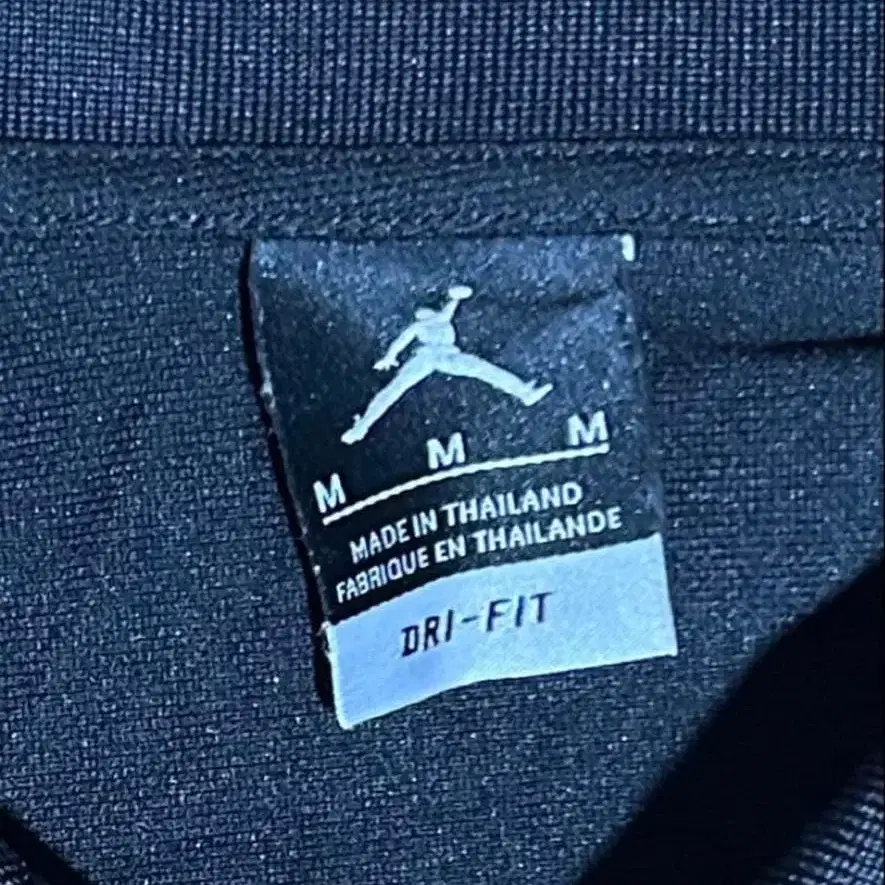 M M M
MADE IN THAILAND
FABRIQUE EN THAILANDE
DRI-FIT